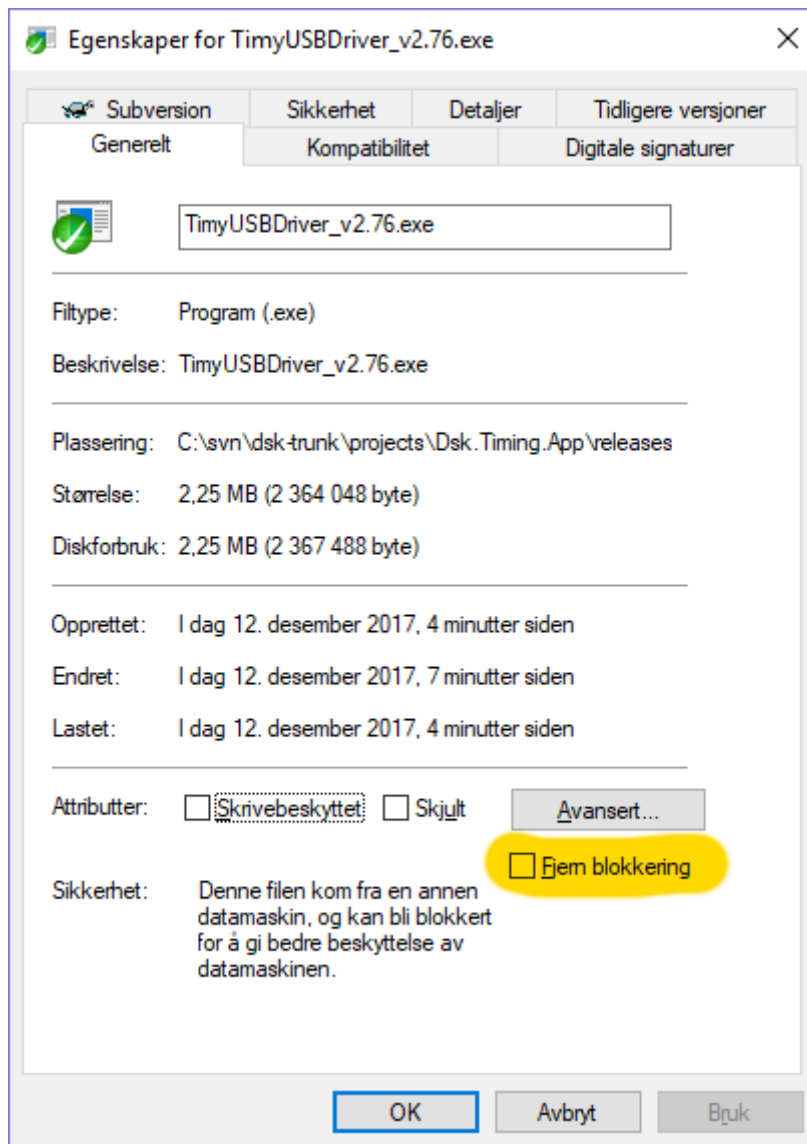 Egenskaper for TimyUSBDriver_v2.76.exe
Subversion Sikkerhet Detaljer Tidligere versjoner
Generelt Kompatibilitet Digitale signaturer
TimyUSBDriver_v2.76.exe
Filtype: Program (.exe)
Beskrivelse: TimyUSBDriver_v2.76.exe
Plassering: C:\svn\dsk-trunk\projects\Dsk.Timing.App\releases
Størrelse: 2,25 MB (2 364 048 byte)
Diskforbruk: 2,25 MB (2 367 488 byte)
Opprettet: I dag 12. desember 2017, 4 minutter siden
Endret: I dag 12. desember 2017, 7 minutter siden
Lastet: I dag 12. desember 2017, 4 minutter siden
Attributter: Skrivebeskyttet Skjult Avansert...
Fjern blokkering
Sikkerhet: Denne filen kom fra en annen
datamaskin, og kan bli blokkert
for å gi bedre beskyttelse av
datamaskinen.
OK Avbryt Bruk